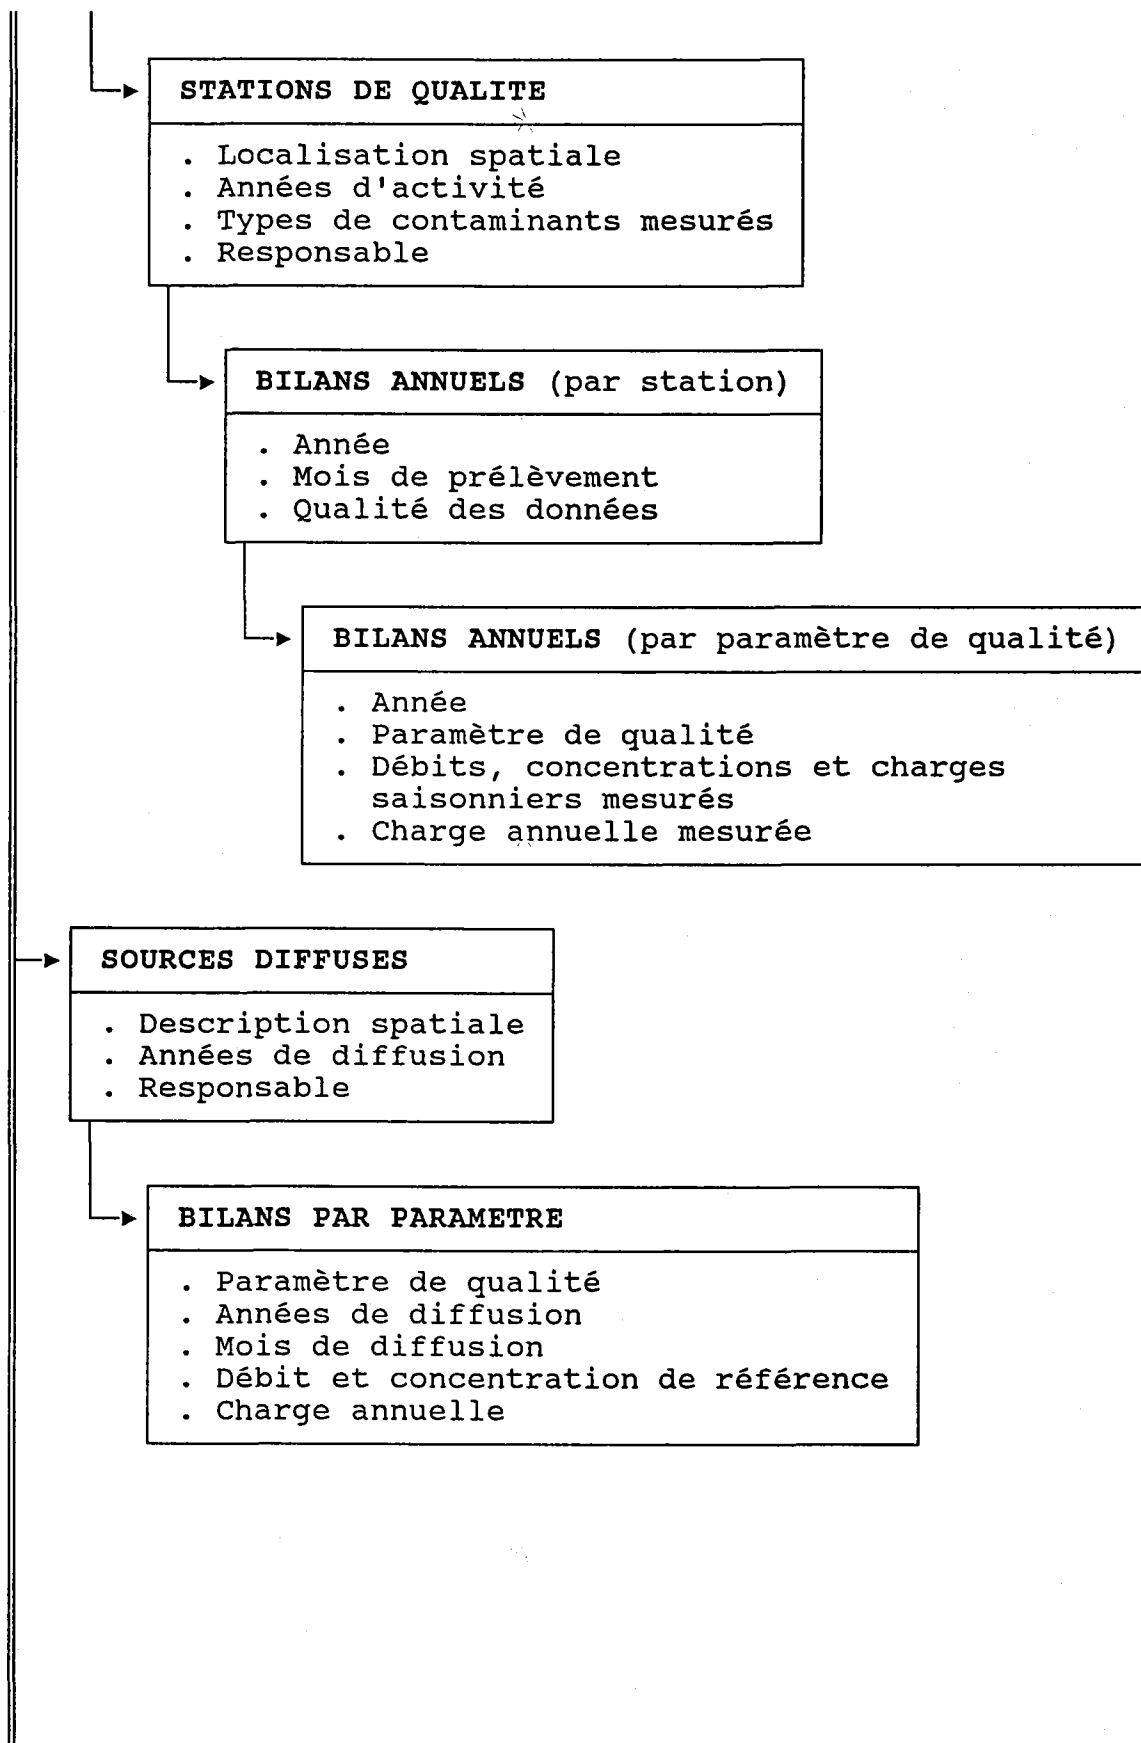 STATIONS DE QUALITE
. Localisation spatiale
. Années d'activité
. Types de contaminants mesurés
. Responsable
BILANS ANNUELS (par station)
. Année
. Mois de prélèvement
. Qualité des données
BILANS ANNUELS (par paramètre de qualité)
. Année
. Paramètre de qualité
. Débits, concentrations et charges
saisonniers mesurés
. Charge annuelle mesurée
SOURCES DIFFUSES
. Description spatiale
. Années de diffusion
. Responsable
BILANS PAR PARAMETRE
. Paramètre de qualité
. Années de diffusion
. Mois de diffusion
. Débit et concentration de référence
. Charge annuelle